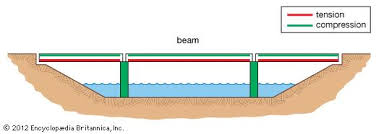 tension
compression
beam
© 2012 Encyclopædia Britannica, Inc.